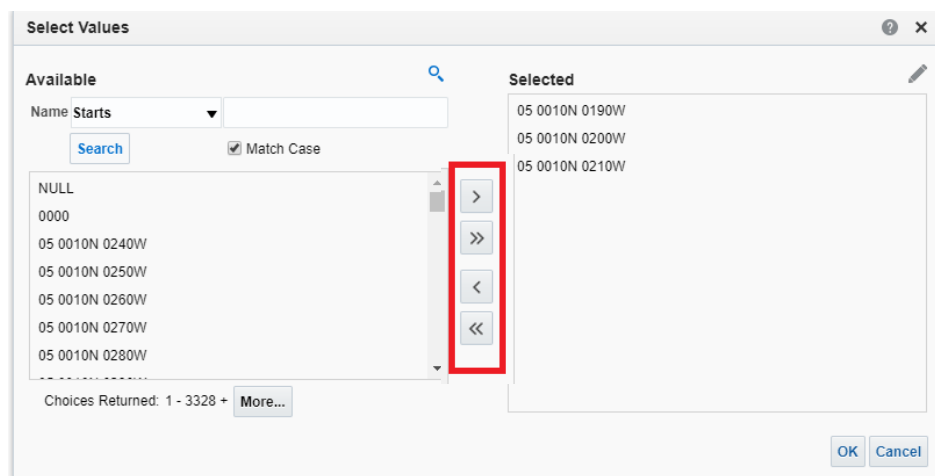 Select Values
Available
Name Starts
Search
Match Case
NULL
0000
05 0010N 0240W
05 0010N 0250W
05 0010N 0260W
05 0010N 0270W
05 0010N 0280W
Choices Returned: 1 - 3328 + More...
>
>>
<
<<
Selected
05 0010N 0190W
05 0010N 0200W
05 0010N 0210W
OK Cancel